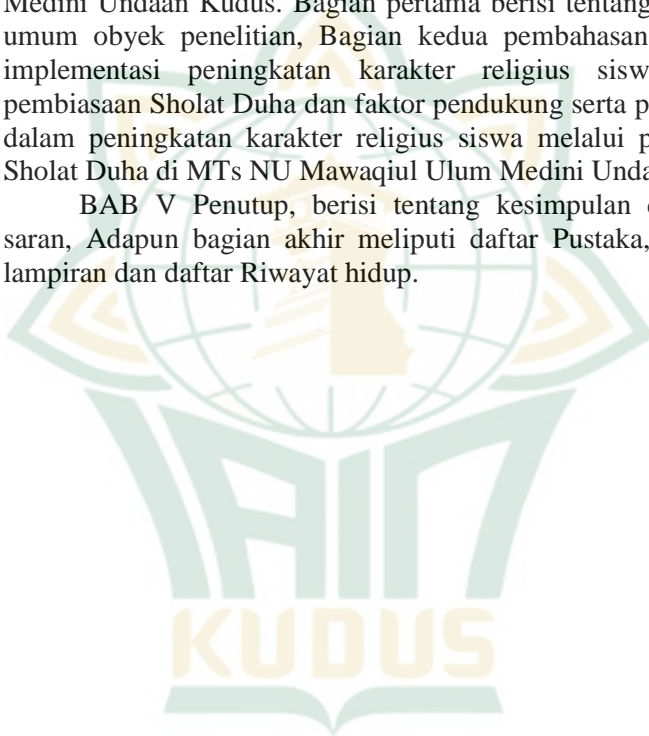 Medini Undaan Kudus. Bagian pertama berisi tentang
umum obyek penelitian, Bagian kedua pembahasan
implementasi peningkatan karakter religius
pembiasaan Sholat Duha dan faktor pendukung serta
dalam peningkatan karakter religius siswa melalui
Sholat Duha di MTs NU Mawaqiul Ulum Medini
BAB V Penutup, berisi tentang kesimpulan
saran, Adapun bagian akhir meliputi daftar Pustaka,
lampiran dan daftar Riwayat hidup.
IAIN
KUDUS